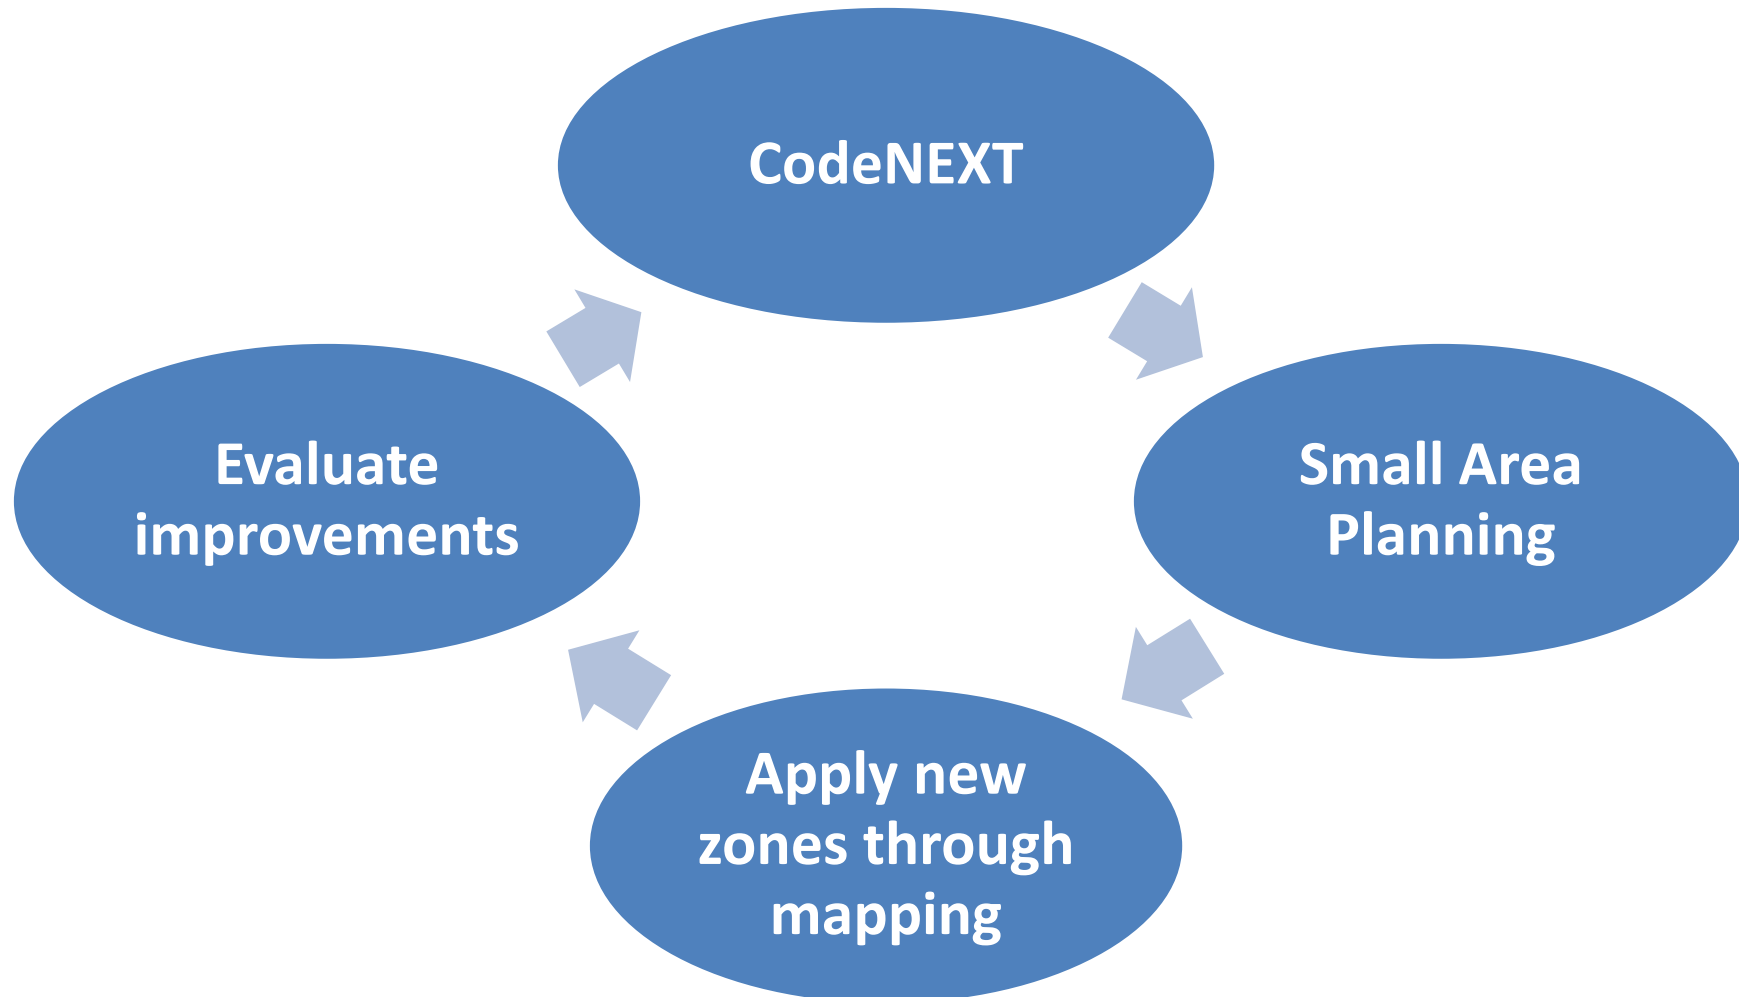 CodeNEXT
Small Area
Planning
Apply new
zones through
mapping
Evaluate
improvements